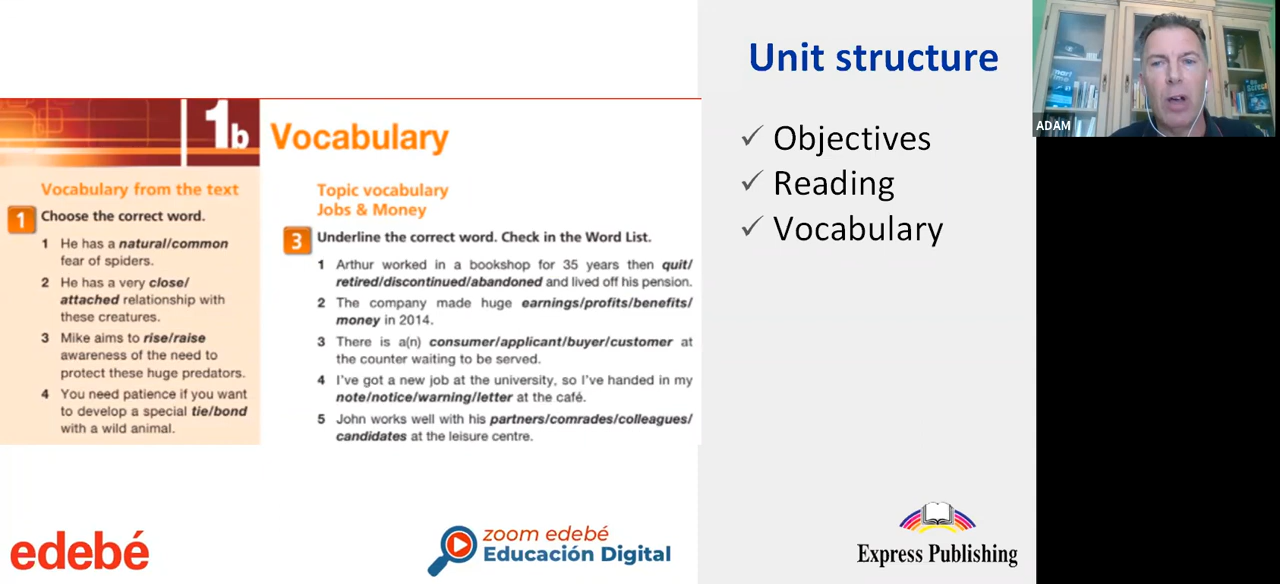 1b Vocabulary
Vocabulary from the text
1 Choose the correct word.
1 He has a natural/common
fear of spiders.
2 He has a very close/
attached relationship with
these creatures.
3 Mike aims to rise/raise
awareness of the need to
protect these huge predators.
4 You need patience if you want
to develop a special tie/bond
with a wild animal.
Topic vocabulary
Jobs & Money
3 Underline the correct word. Check in the Word List.
1 Arthur worked in a bookshop for 35 years then quit/
retired/discontinued/abandoned and lived off his pension.
2 The company made huge earnings/profits/benefits/
money in 2014.
3 There is a(n) consumer/applicant/buyer/customer at
the counter waiting to be served.
4 I've got a new job at the university, so I've handed in my
note/notice/warning/letter at the café.
5 John works well with his partners/comrades/colleagues/
candidates at the leisure centre.
Unit structure
✓ Objectives
✓ Reading
✓ Vocabulary
ADAM
edebé
zoom edebé
Educación Digital
Express Publishing